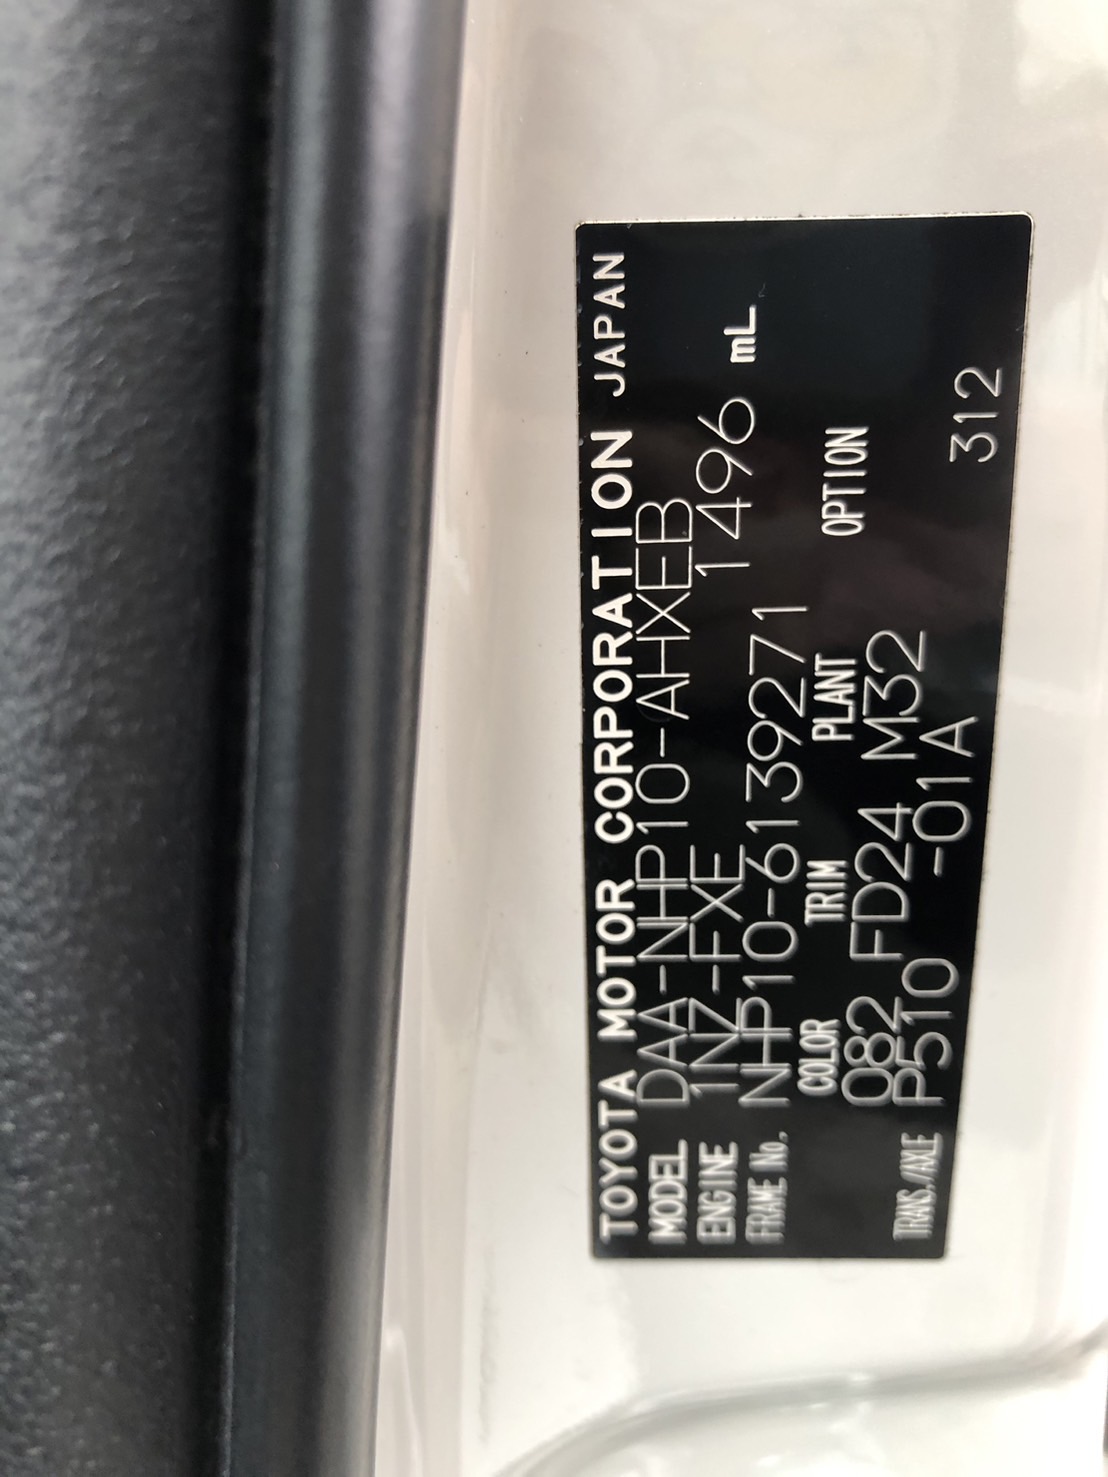 TOYOTA MOTOR CORPORATION JAPAN
MODEL DAA-NHP10-AHXEB
ENGINE 1NZ-FXE 1496 mL
FRAME No. NHP10-6139271
COLOR TRIM PLANT OPTION
082 FD24 M32
TRANS./AXLE P510 -01A 312